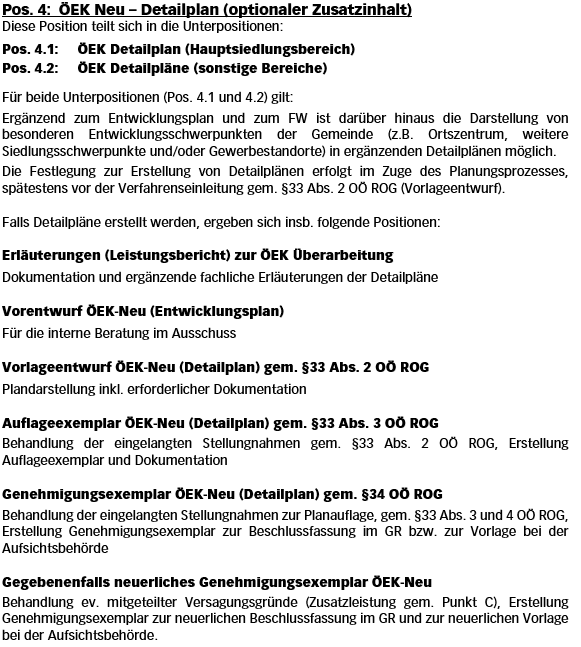 Pos. 4: ÖEK Neu – Detailplan (optionaler Zusatzinhalt)
Diese Position teilt sich in die Unterpositionen:
Pos. 4.1: ÖEK Detailplan (Hauptsiedlungsbereich)
Pos. 4.2: ÖEK Detailpläne (sonstige Bereiche)
Für beide Unterpositionen (Pos. 4.1 und 4.2) gilt:
Ergänzend zum Entwicklungsplan und zum FW ist darüber hinaus die Darstellung von
besonderen Entwicklungsschwerpunkten der Gemeinde (z.B. Ortszentrum, weitere
Siedlungsschwerpunkte und/oder Gewerbestandorte) in ergänzenden Detailplänen möglich.
Die Festlegung zur Erstellung von Detailplänen erfolgt im Zuge des Planungsprozesses,
spätestens vor der Verfahrenseinleitung gem. §33 Abs. 2 OÖ ROG (Vorlageentwurf).
Falls Detailpläne erstellt werden, ergeben sich insb. folgende Positionen:
Erläuterungen (Leistungsbericht) zur ÖEK Überarbeitung
Dokumentation und ergänzende fachliche Erläuterungen der Detailpläne
Vorentwurf ÖEK-Neu (Entwicklungsplan)
Für die interne Beratung im Ausschuss
Vorlageentwurf ÖEK-Neu (Detailplan) gem. §33 Abs. 2 OÖ ROG
Plandarstellung inkl. erforderlicher Dokumentation
Auflageexemplar ÖEK-Neu (Detailplan) gem. §33 Abs. 3 OÖ ROG
Behandlung der eingelangten Stellungnahmen gem. §33 Abs. 2 OÖ ROG, Erstellung
Auflageexemplar und Dokumentation
Genehmigungsexemplar ÖEK-Neu (Detailplan) gem. §34 OÖ ROG
Behandlung der eingelangten Stellungnahmen zur Planauflage, gem. §33 Abs. 3 und 4 OÖ ROG,
Erstellung Genehmigungsexemplar zur Beschlussfassung im GR bzw. zur Vorlage bei der
Aufsichtsbehörde
Gegebenenfalls neuerliches Genehmigungsexemplar ÖEK-Neu
Behandlung ev. mitgeteilter Versagungsgründe (Zusatzleistung gem. Punkt C), Erstellung
Genehmigungsexemplar zur neuerlichen Beschlussfassung im GR und zur neuerlichen Vorlage
bei der Aufsichtsbehörde.